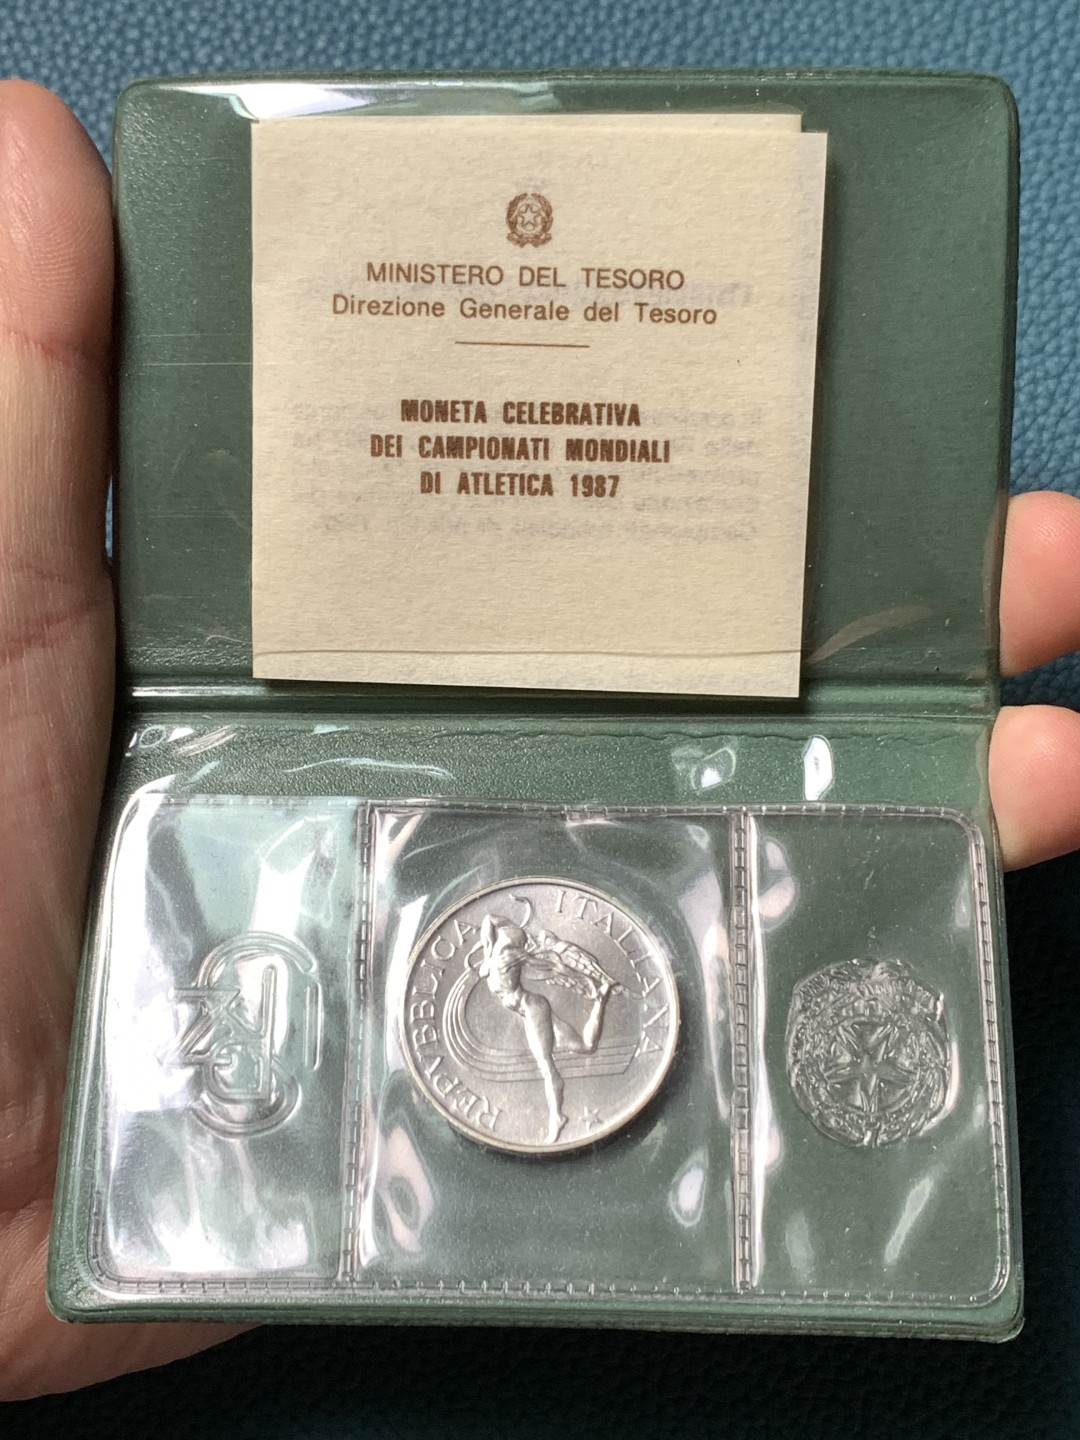 MINISTERO DEL TESORO
Direzione Generale del Tesoro
MONETA CELEBRATIVA
DEI CAMPIONATI MONDIALI
DI ATLETICA 1987
REPVBBLICA ITALIANA